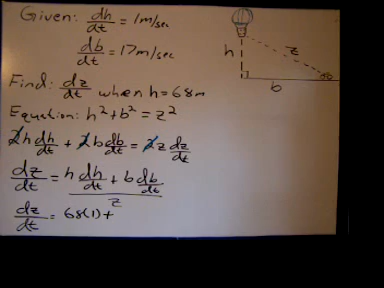 Given: dh/dt = 1m/sec
db/dt = 17m/sec
Find: dz/dt when h=68m
Equation: h²+b²=z²
2h dh/dt + 2b db/dt = 2z dz/dt
dz/dt = (h dh/dt + b db/dt)/z
dz/dt = 68(1)+
h
z
b